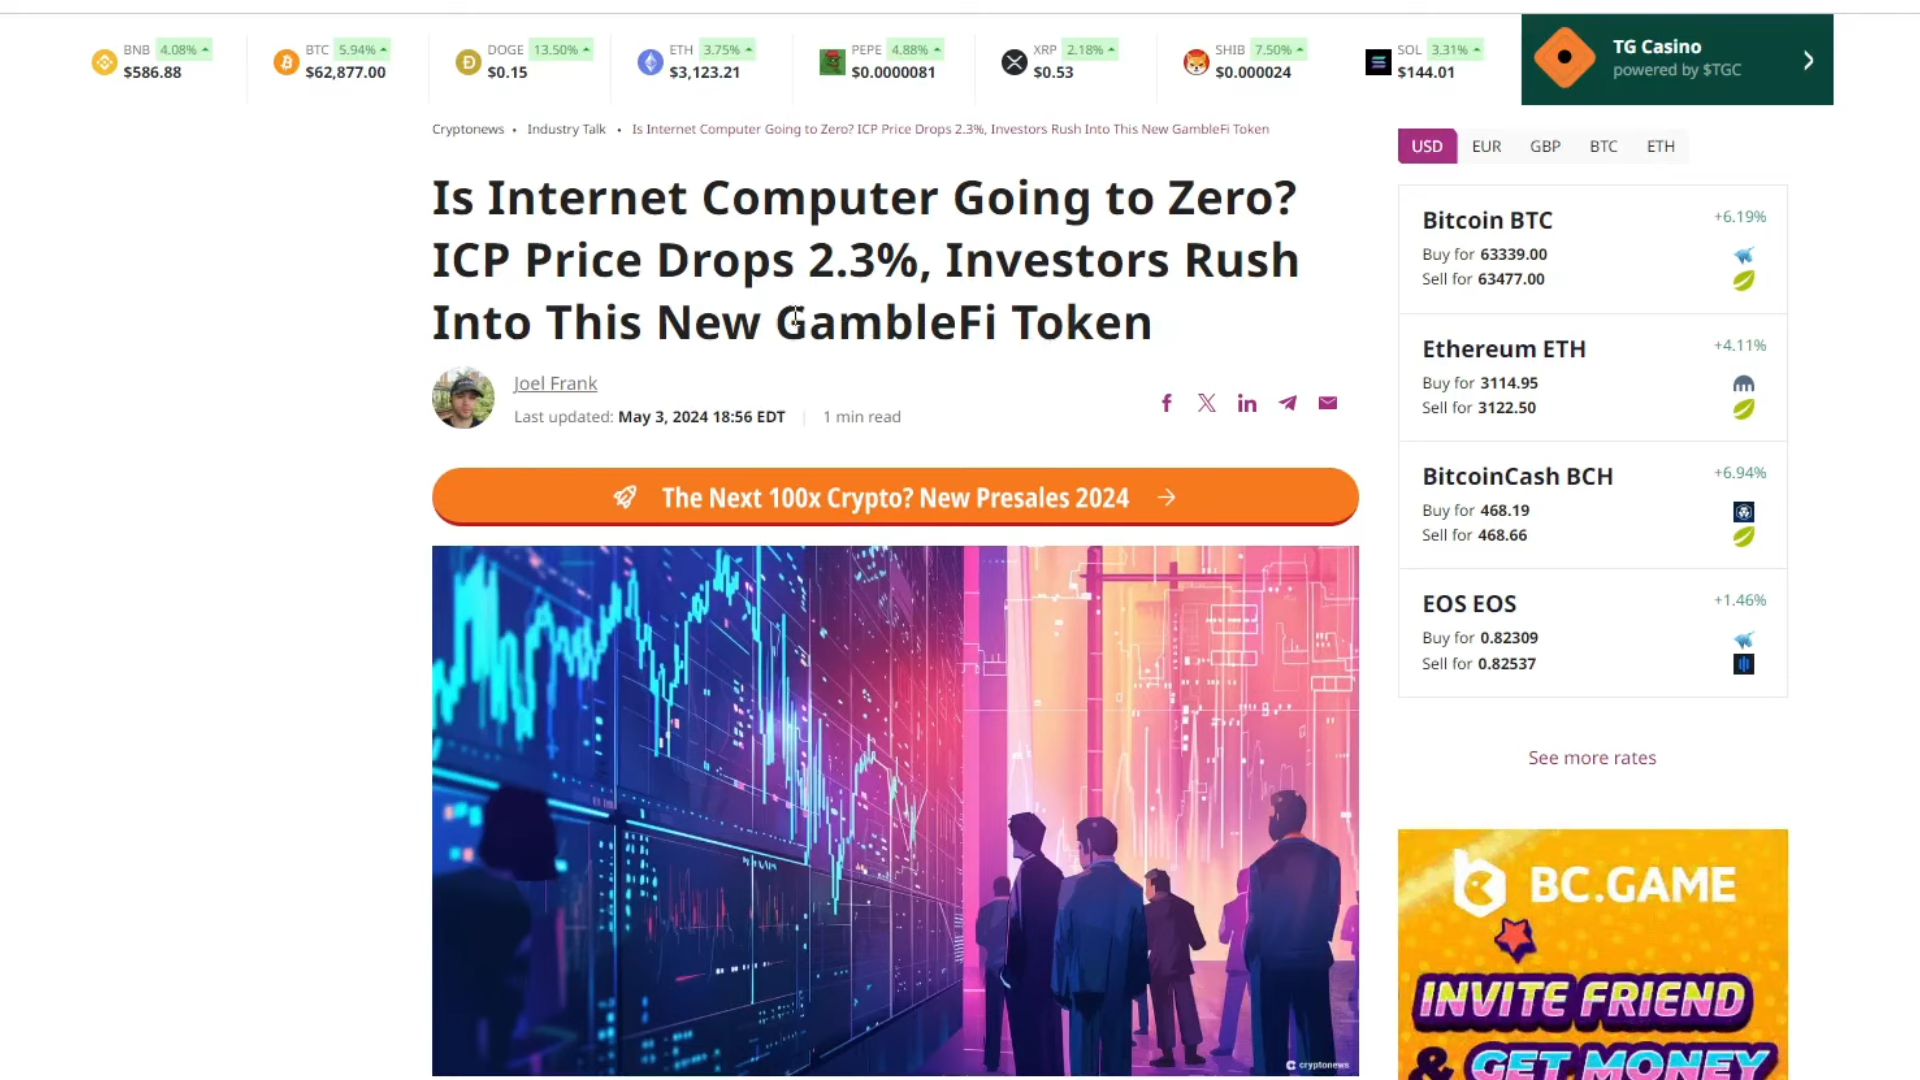 BNB 4.08%
$586.88
BTC 5.94%
$62,877.00
DOGE 13.50%
$0.15
ETH 3.75%
$3,123.21
PEPE 4.88%
$0.0000081
XRP 2.18%
$0.53
SHIB 7.50%
$0.000024
SOL 3.31%
$144.01
TG Casino
powered by $TGC
Cryptonews • Industry Talk • Is Internet Computer Going to Zero? ICP Price Drops 2.3%, Investors Rush Into This New GambleFi Token
Is Internet Computer Going to Zero?
ICP Price Drops 2.3%, Investors Rush
Into This New GambleFi Token
Joel Frank
Last updated: May 3, 2024 18:56 EDT | 1 min read
The Next 100x Crypto? New Presales 2024
cryptonews
USD EUR GBP BTC ETH
Bitcoin BTC +6.19%
Buy for 63339.00
Sell for 63477.00
Ethereum ETH +4.11%
Buy for 3114.95
Sell for 3122.50
BitcoinCash BCH +6.94%
Buy for 468.19
Sell for 468.66
EOS EOS +1.46%
Buy for 0.82309
Sell for 0.82537
See more rates
BC.GAME
INVITE FRIEND
& GET MONEY